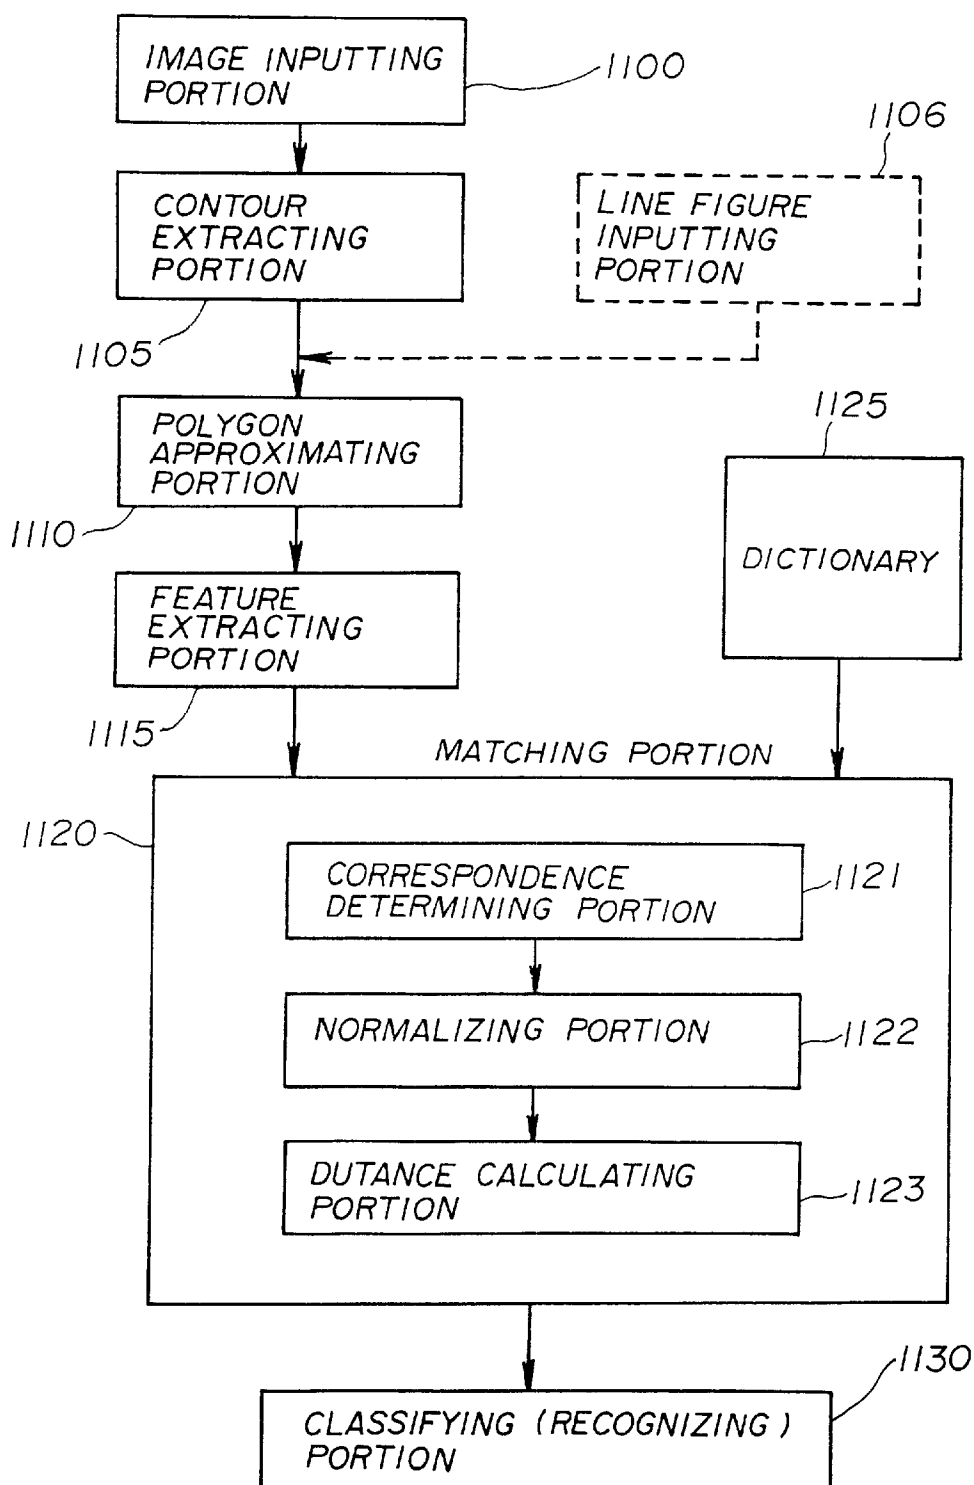 IMAGE INPUTTING
PORTION
1100
1106
CONTOUR
EXTRACTING
PORTION
LINE FIGURE
INPUTTING
PORTION
1105
POLYGON
APPROXIMATING
PORTION
1125
1110
DICTIONARY
FEATURE
EXTRACTING
PORTION
1115
MATCHING PORTION
1120
CORRESPONDENCE
DETERMINING PORTION
1121
NORMALIZING PORTION
1122
DUTANCE CALCULATING
PORTION
1123
1130
CLASSIFYING (RECOGNIZING)
PORTION